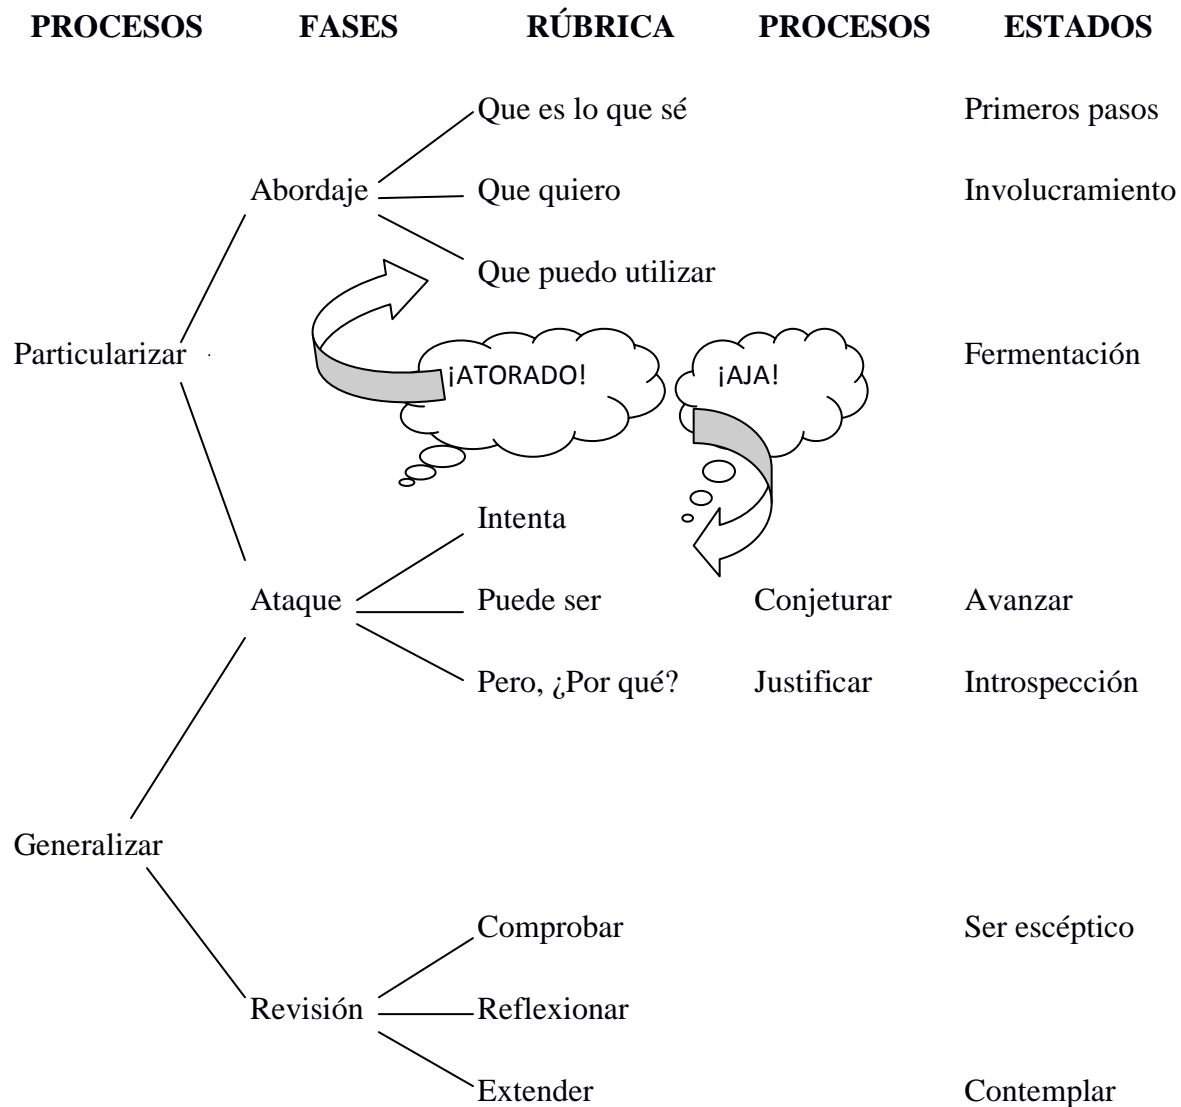 PROCESOS FASES RÚBRICA PROCESOS ESTADOS
Que es lo que sé Primeros pasos
Abordaje Que quiero Involucramiento
Que puedo utilizar
Particularizar Fermentación
¡ATORADO! ¡AJA!
Intenta
Ataque Puede ser Conjeturar Avanzar
Pero, ¿Por qué? Justificar Introspección
Generalizar
Comprobar Ser escéptico
Revisión Reflexionar
Extender Contemplar